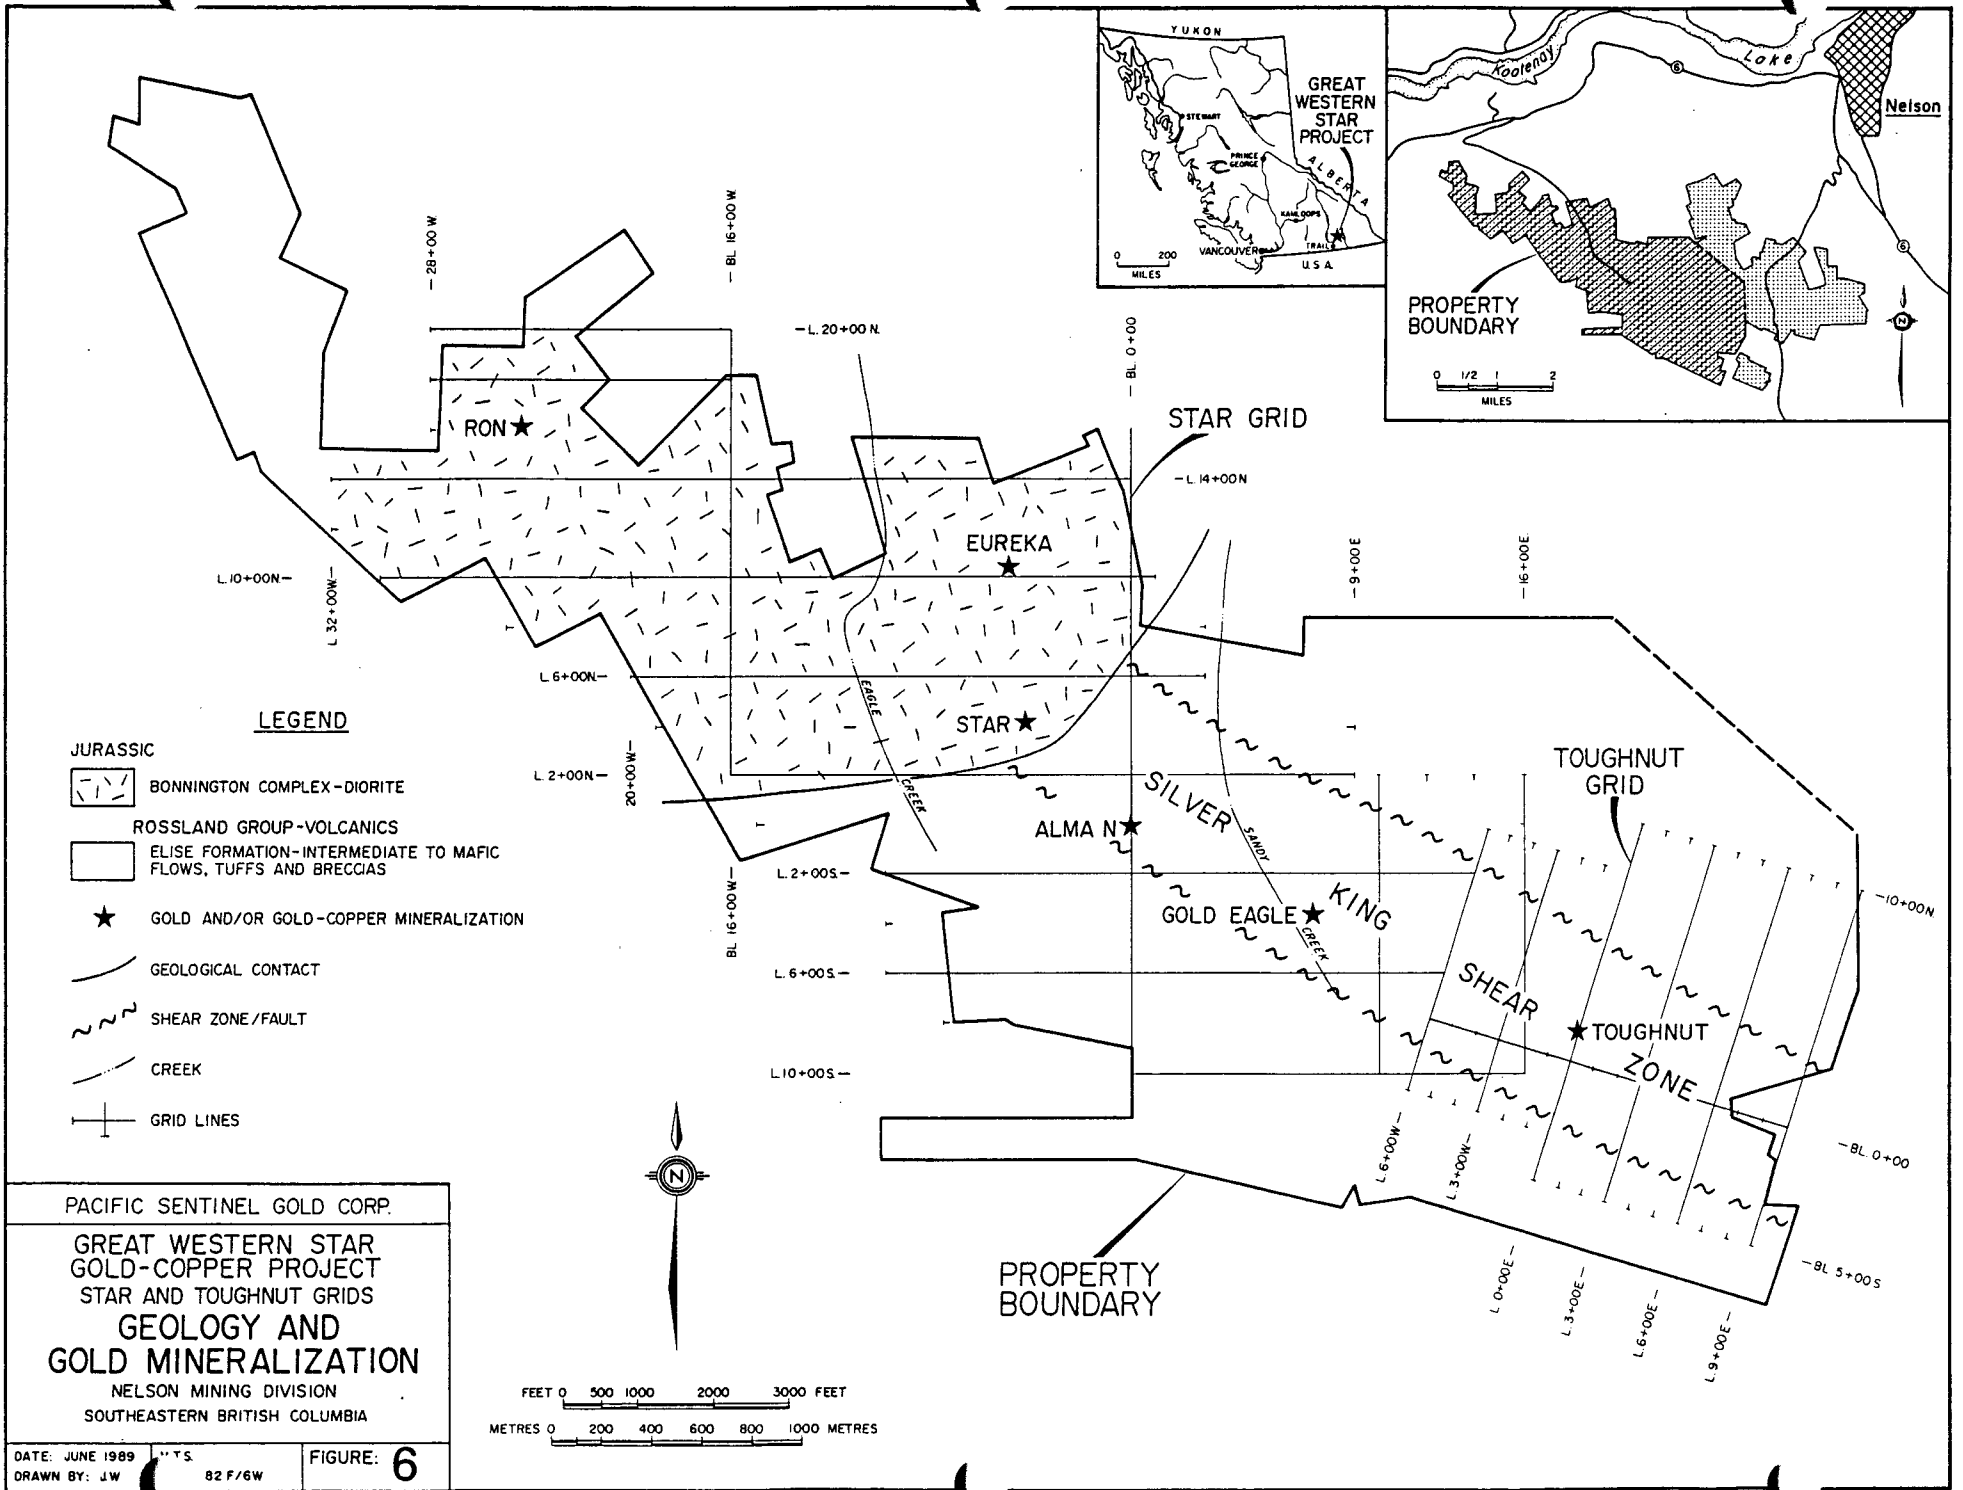 YUKON
STEWART
PRINCE
GEORGE
ALBERTA
KAMLOOPS
VANCOUVER
TRAIL
U.S.A.
0 200
MILES
GREAT
WESTERN
STAR
PROJECT
Kootenay
Lake
6
Nelson
6
PROPERTY
BOUNDARY
N
0 1/2 1 2
MILES
28+00 W.
BL 16+00 W.
L. 20+00 N.
BL. 0+00
STAR GRID
L. 14+00 N
RON
EUREKA
L. 10+00N
L 32+00W
9+00 E
16+00E
L. 6+00N
EAGLE
CREEK
STAR
L. 2+00N
20+00W
SILVER
KING
SHEAR
ZONE
SANDY
CREEK
ALMA N
TOUGHNUT
GRID
L. 2+00S
BL 16+00W
GOLD EAGLE
10+00N.
L. 6+00S
TOUGHNUT
L. 10+00S
L.6+00W
L.3+00W
BL. 0+00
L 0+00E
L.3+00E
L.6+00E
L.9+00E
BL 5+00S
PROPERTY
BOUNDARY
LEGEND
JURASSIC
BONNINGTON COMPLEX-DIORITE
ROSSLAND GROUP-VOLCANICS
ELISE FORMATION-INTERMEDIATE TO MAFIC
FLOWS, TUFFS AND BRECCIAS
GOLD AND/OR GOLD-COPPER MINERALIZATION
GEOLOGICAL CONTACT
SHEAR ZONE/FAULT
CREEK
GRID LINES
N
PACIFIC SENTINEL GOLD CORP.
GREAT WESTERN STAR
GOLD-COPPER PROJECT
STAR AND TOUGHNUT GRIDS
GEOLOGY AND
GOLD MINERALIZATION
NELSON MINING DIVISION
SOUTHEASTERN BRITISH COLUMBIA
DATE: JUNE 1989
DRAWN BY: J.W
82 F/6W
FIGURE: 6
FEET 0 500 1000 2000 3000 FEET
METRES 0 200 400 600 800 1000 METRES